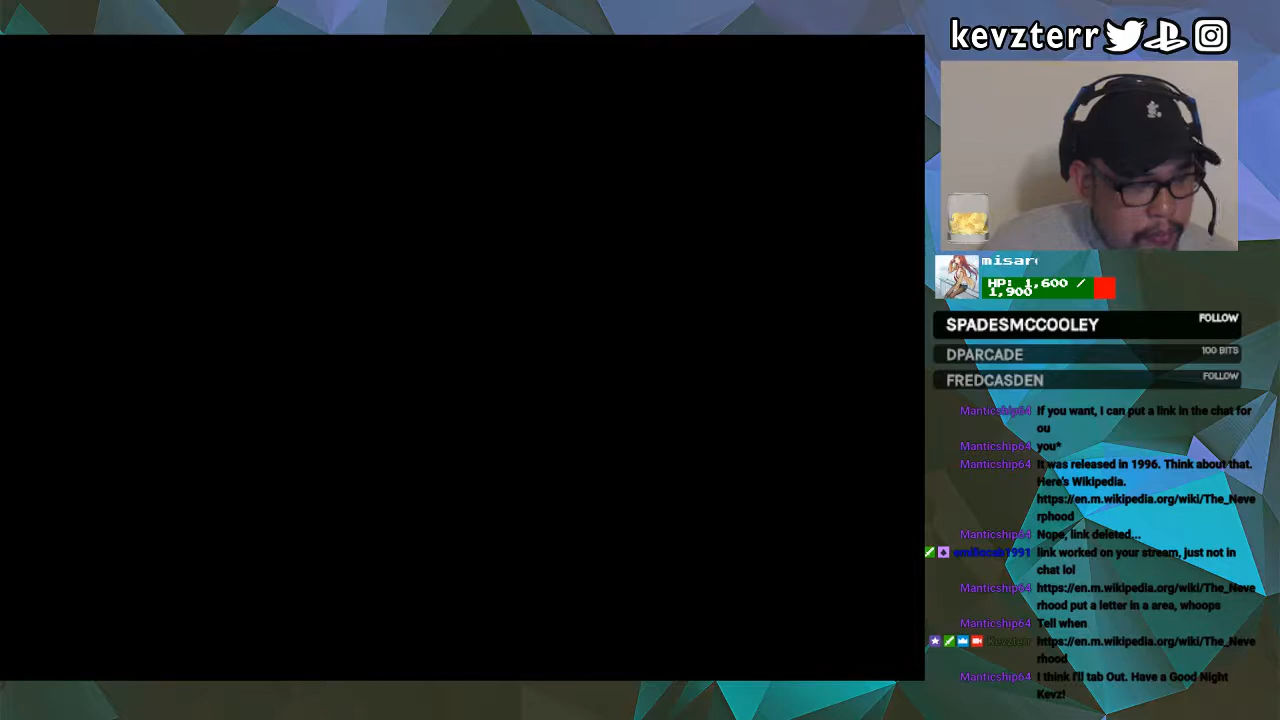 kevzterr
misar
HP: 1,600 /
1,900
SPADESMCCOOLEY FOLLOW
DPARCADE 100 BITS
FREDCASDEN FOLLOW
Manticship64 If you want, i can put a link in the chat for
ou
Manticship64 you*
Manticship64 It was released in 1996. Think about that.
Here's Wikipedia.
https://en.m.wikipedia.org/wiki/The_Neve
rphood
Manticship64 Nope, link deleted...
link worked on your stream, just not in
chat lol
Manticship64 https://en.m.wikipedia.org/wiki/The_Neve
rhood put a letter in a area, whoops
Manticship64 Tell when
Kevzterr https://en.m.wikipedia.org/wiki/The_Neve
rhood
Manticship64 I think I'll tab Out. Have a Good Night
Kevz!